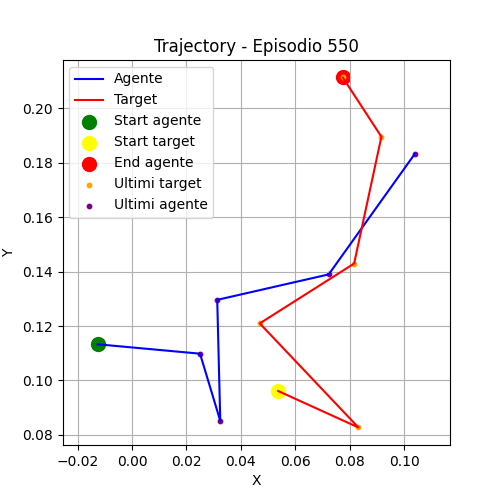 Trajectory - Episodio 550
Agente
Target
Start agente
Start target
End agente
Ultimi target
Ultimi agente
Y
0.20
0.18
0.16
0.14
0.12
0.10
0.08
−0.02 0.00 0.02 0.04 0.06 0.08 0.10
X